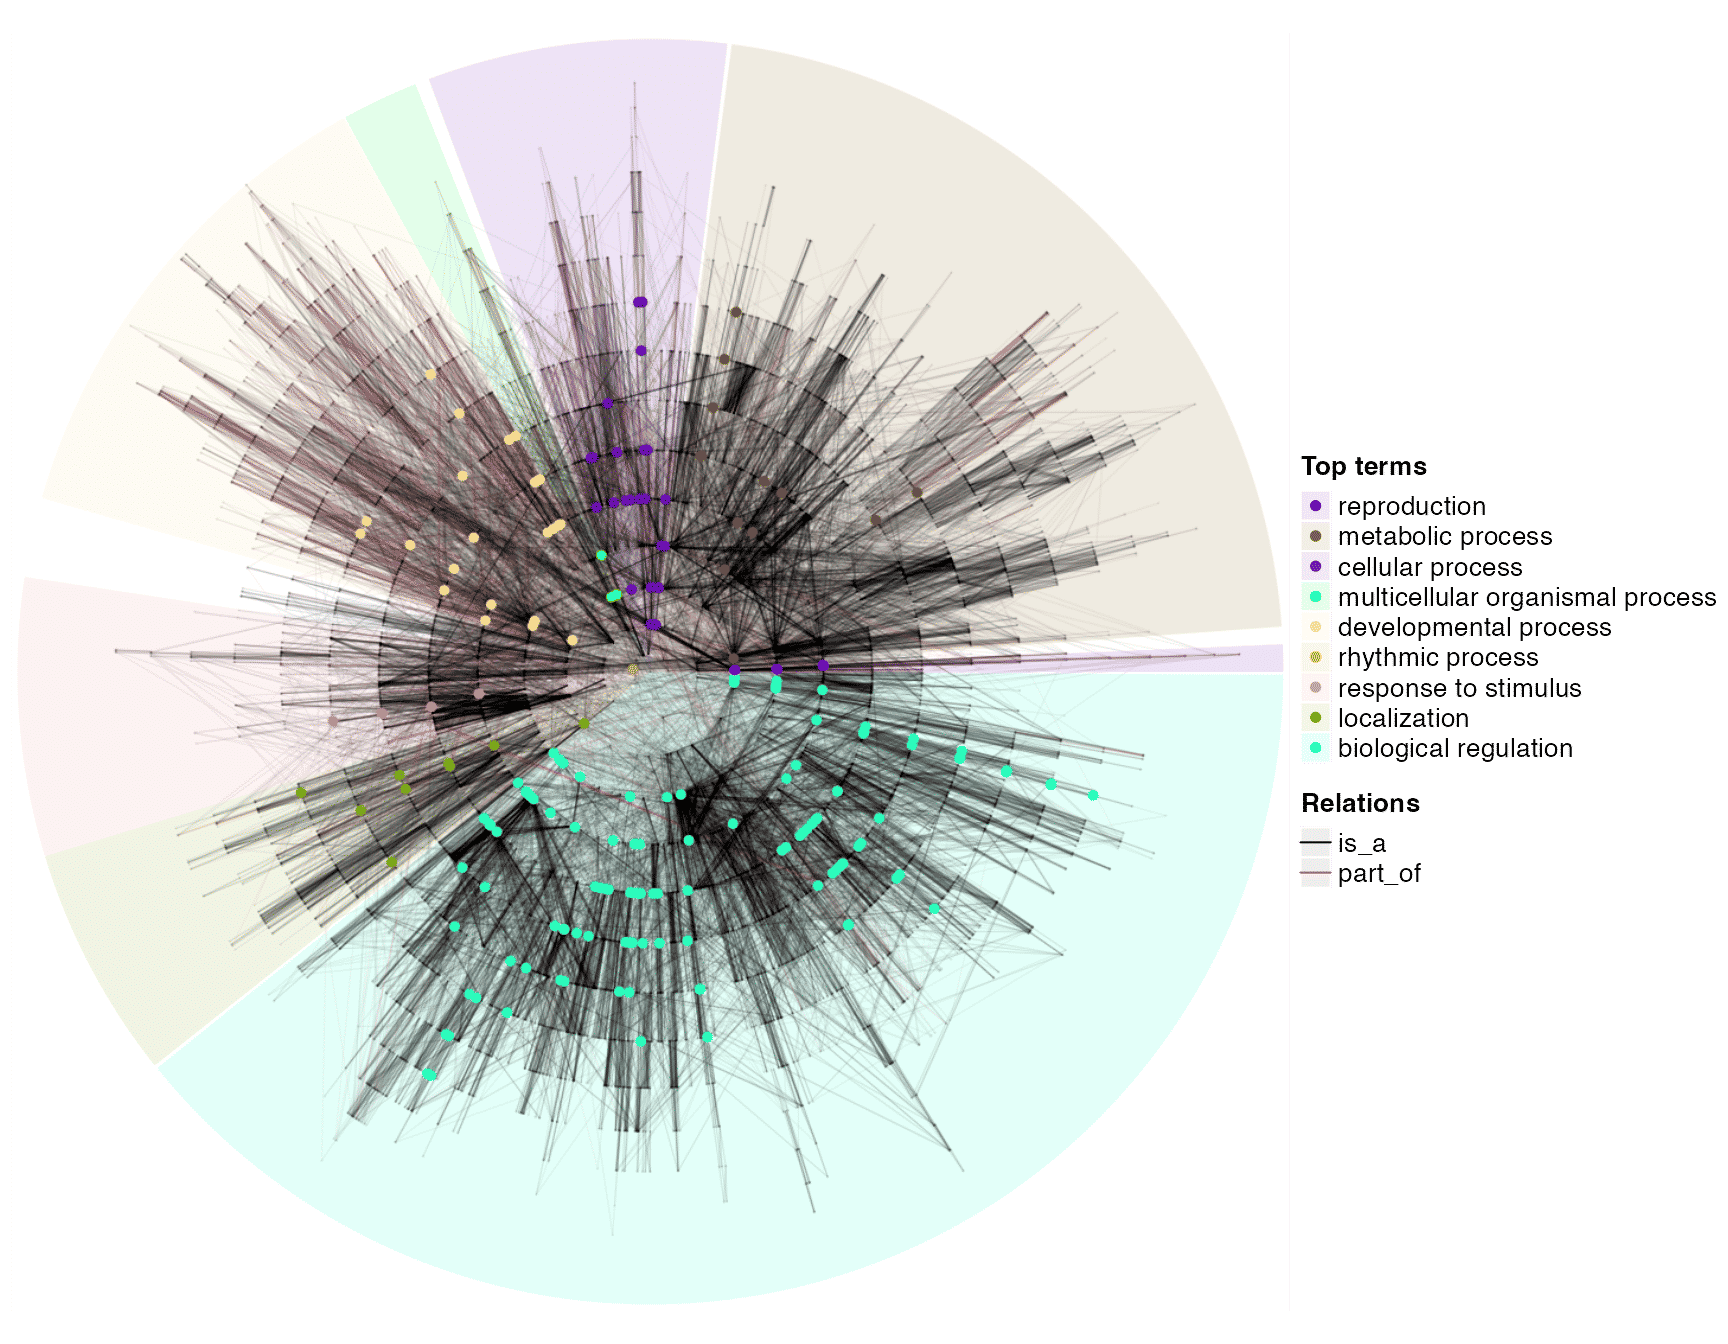 Top terms
reproduction
metabolic process
cellular process
multicellular organismal process
developmental process
rhythmic process
response to stimulus
localization
biological regulation
Relations
is_a
part_of